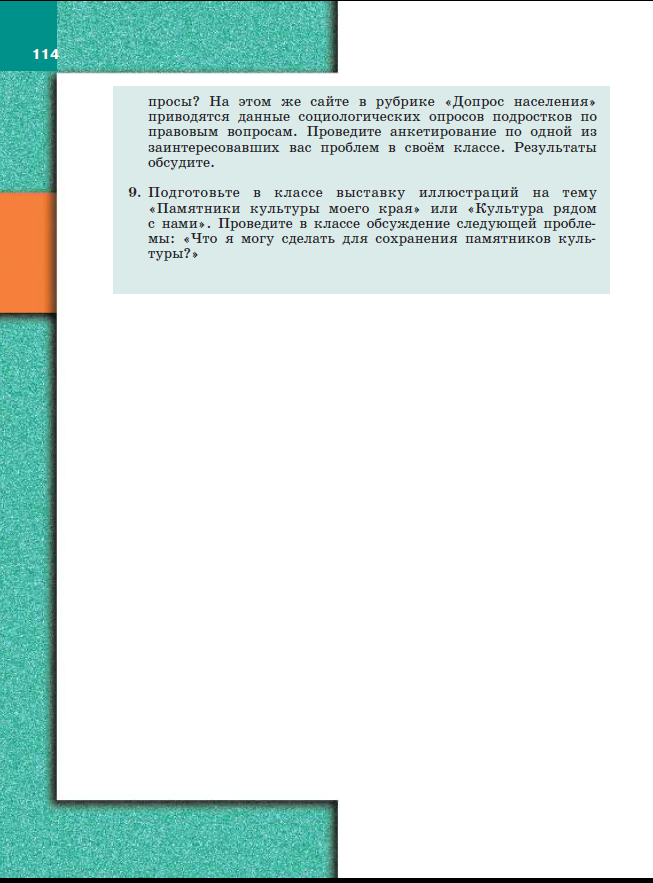 114
просы? На этом же сайте в рубрике «Допрос населения»
приводятся данные социологических опросов подростков по
правовым вопросам. Проведите анкетирование по одной из
заинтересовавших вас проблем в своём классе. Результаты
обсудите.
9. Подготовьте в классе выставку иллюстраций на тему
«Памятники культуры моего края» или «Культура рядом
с нами». Проведите в классе обсуждение следующей пробле-
мы: «Что я могу сделать для сохранения памятников куль-
туры?»